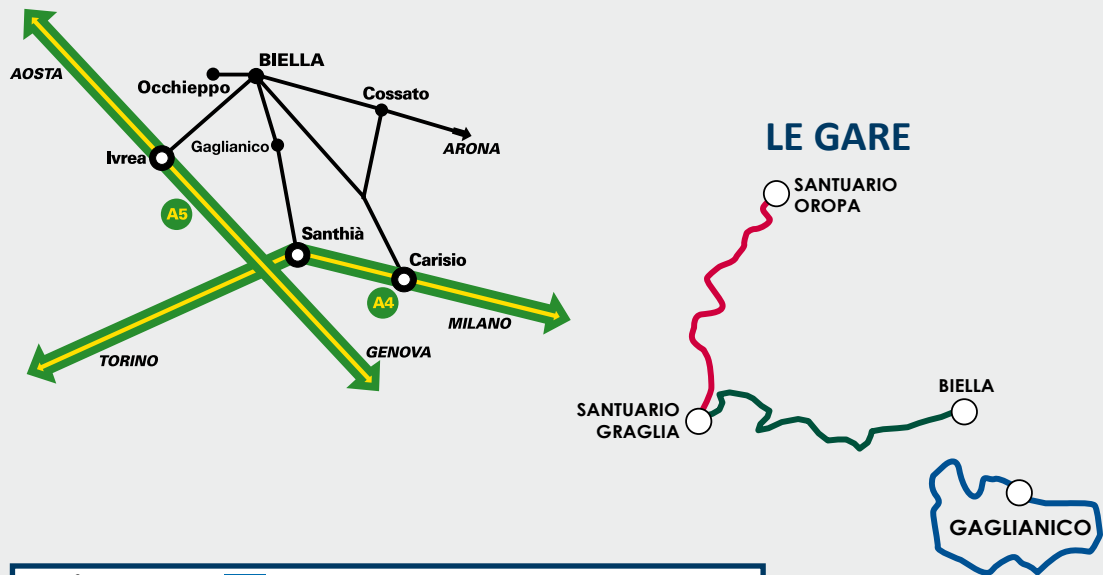 AOSTA
BIELLA
Occhieppo
Cossato
ARONA
Ivrea
Gaglianico
A5
Santhià
Carisio
A4
MILANO
TORINO
GENOVA
LE GARE
SANTUARIO
OROPA
SANTUARIO
GRAGLIA
BIELLA
GAGLIANICO